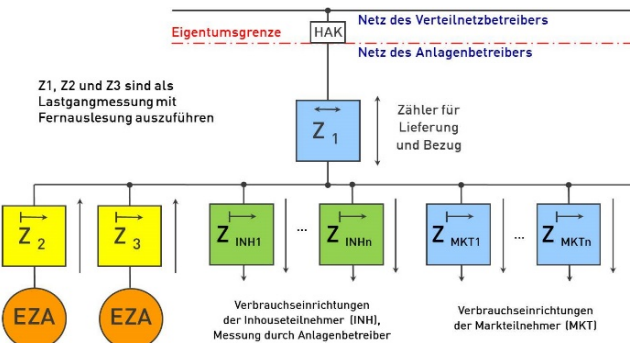 Netz des Verteilnetzbetreibers
Eigentumsgrenze
HAK
Netz des Anlagenbetreibers
Z1, Z2 und Z3 sind als
Lastgangmessung mit
Fernauslesung auszuführen
Z 1
Zähler für
Lieferung
und Bezug
Z 2
Z 3
Z INH1
...
Z INHn
Z MKT1
...
Z MKTn
EZA
EZA
Verbrauchseinrichtungen
der Inhouseteilnehmer (INH),
Messung durch Anlagenbetreiber
Verbrauchseinrichtungen
der Markteilnehmer (MKT)